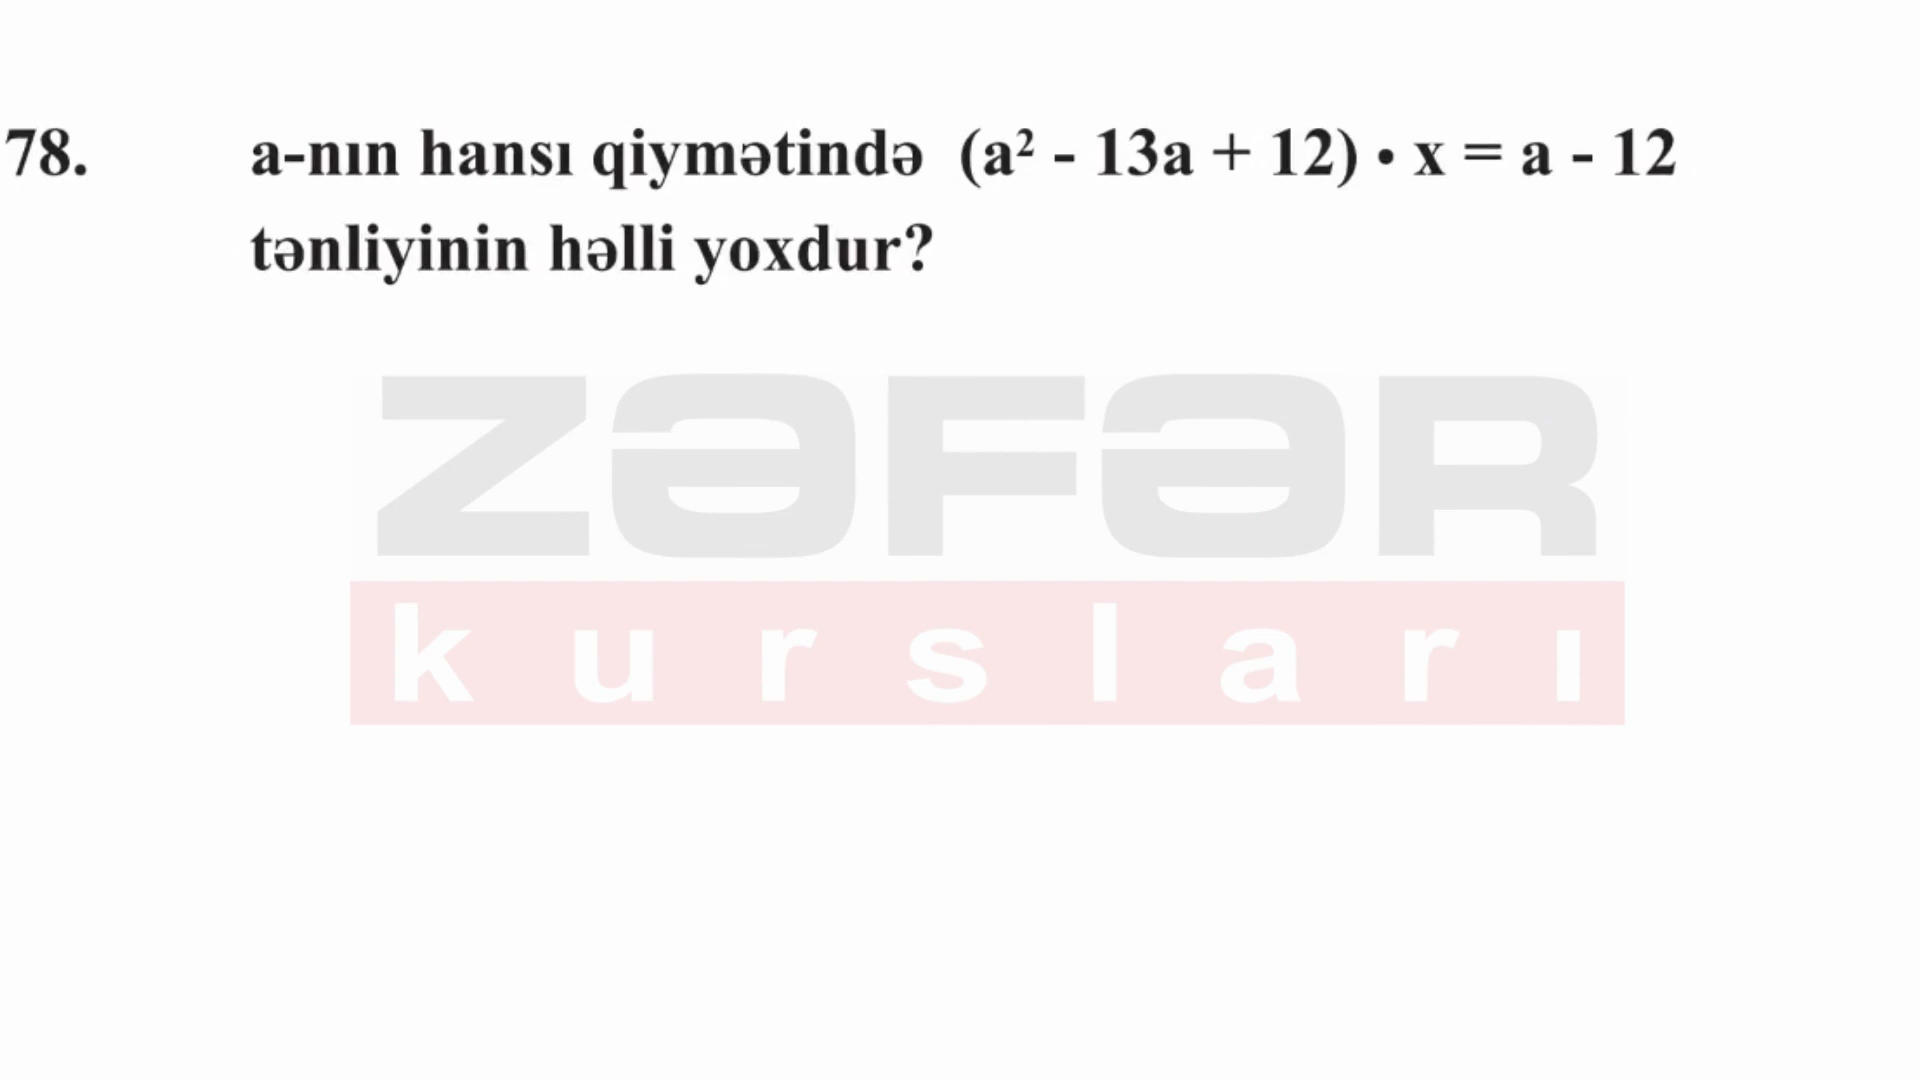 78. a-nın hansı qiymətində (a² - 13a + 12) • x = a - 12
tənliyinin həlli yoxdur?
ZƏFƏR
kursları